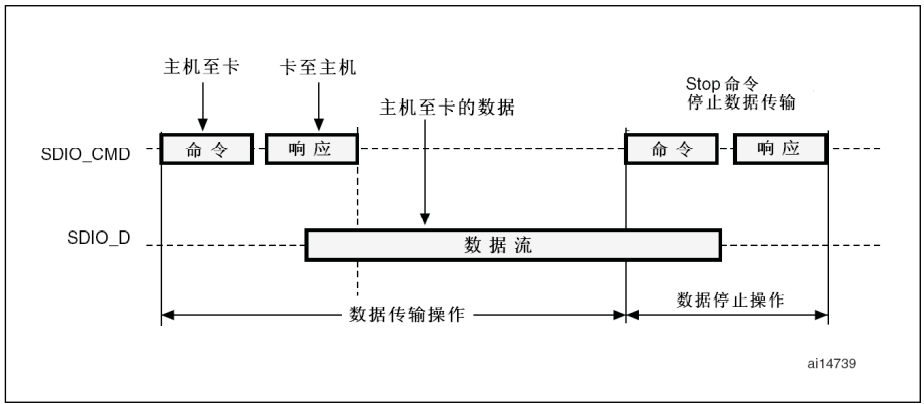 主机至卡
卡至主机
Stop 命令
停止数据传输
主机至卡的数据
SDIO_CMD
命令
响应
命令
响应
SDIO_D
数据流
数据传输操作
数据停止操作
ai14739